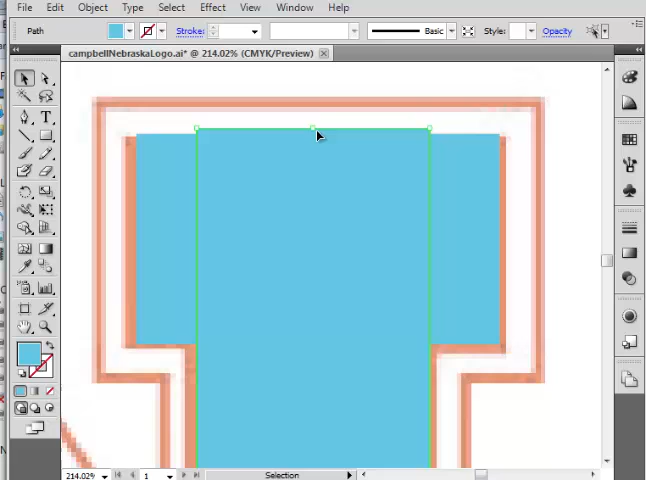 File Edit Object Type Select Effect View Window Help
Path Stroke: Basic Style: Opacity
campbellNebraskaLogo.ai* @ 214.02% (CMYK/Preview)
T
214.02% 1 Selection